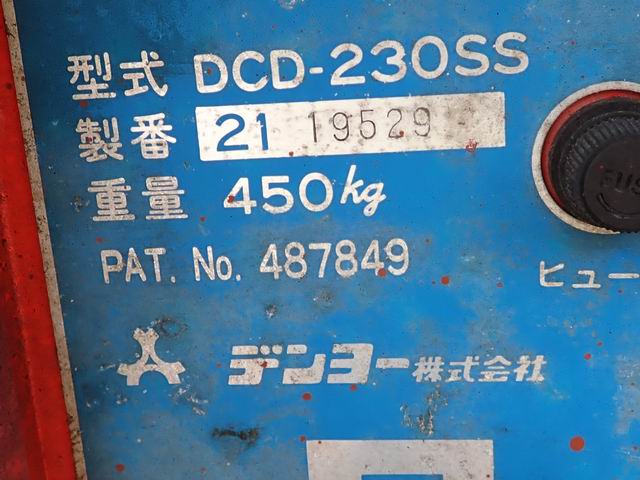 型式 DCD-230SS
製番 21 19529
重量 450kg
PAT. No. 487849
FUS
ヒュー
デンヨー株式会社